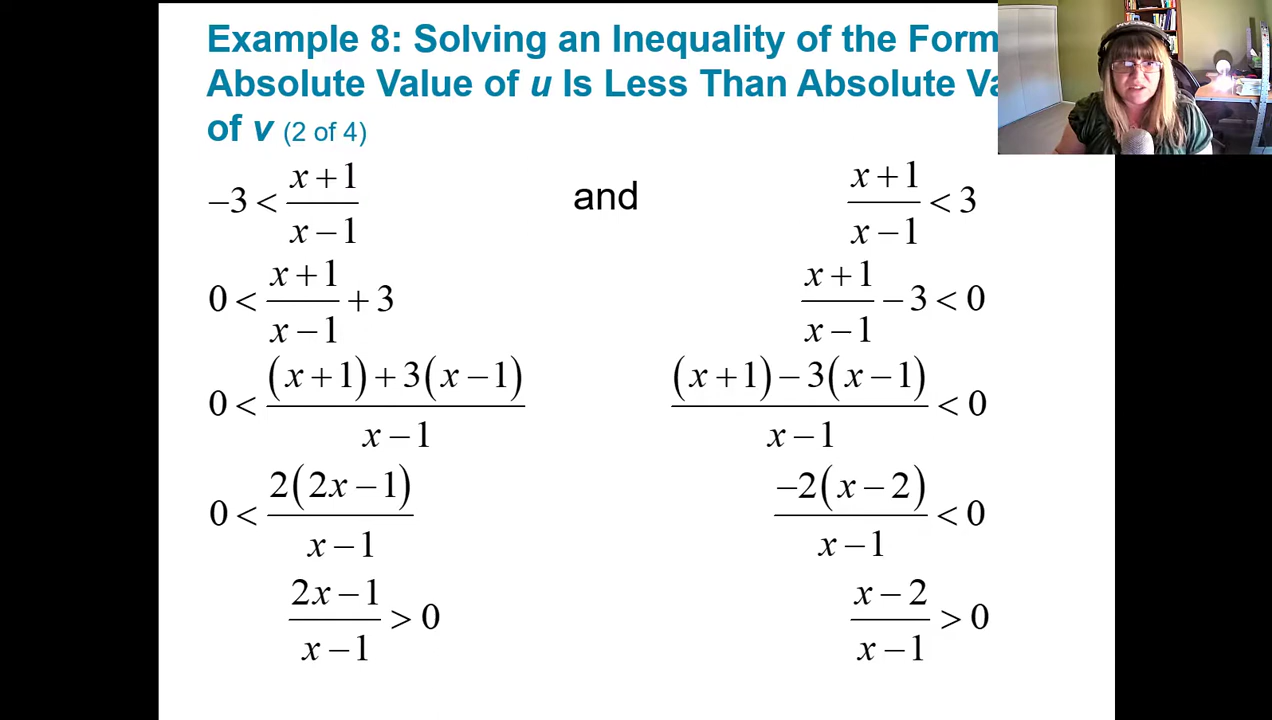 Example 8: Solving an Inequality of the Form
Absolute Value of u Is Less Than Absolute
of v (2 of 4)
−3 < (x + 1)/(x − 1) and (x + 1)/(x − 1) < 3
0 < (x + 1)/(x − 1) + 3 (x + 1)/(x − 1) − 3 < 0
0 < ((x + 1) + 3(x − 1))/(x − 1) ((x + 1) − 3(x − 1))/(x − 1) < 0
0 < 2(2x − 1)/(x − 1) −2(x − 2)/(x − 1) < 0
(2x − 1)/(x − 1) > 0 (x − 2)/(x − 1) > 0